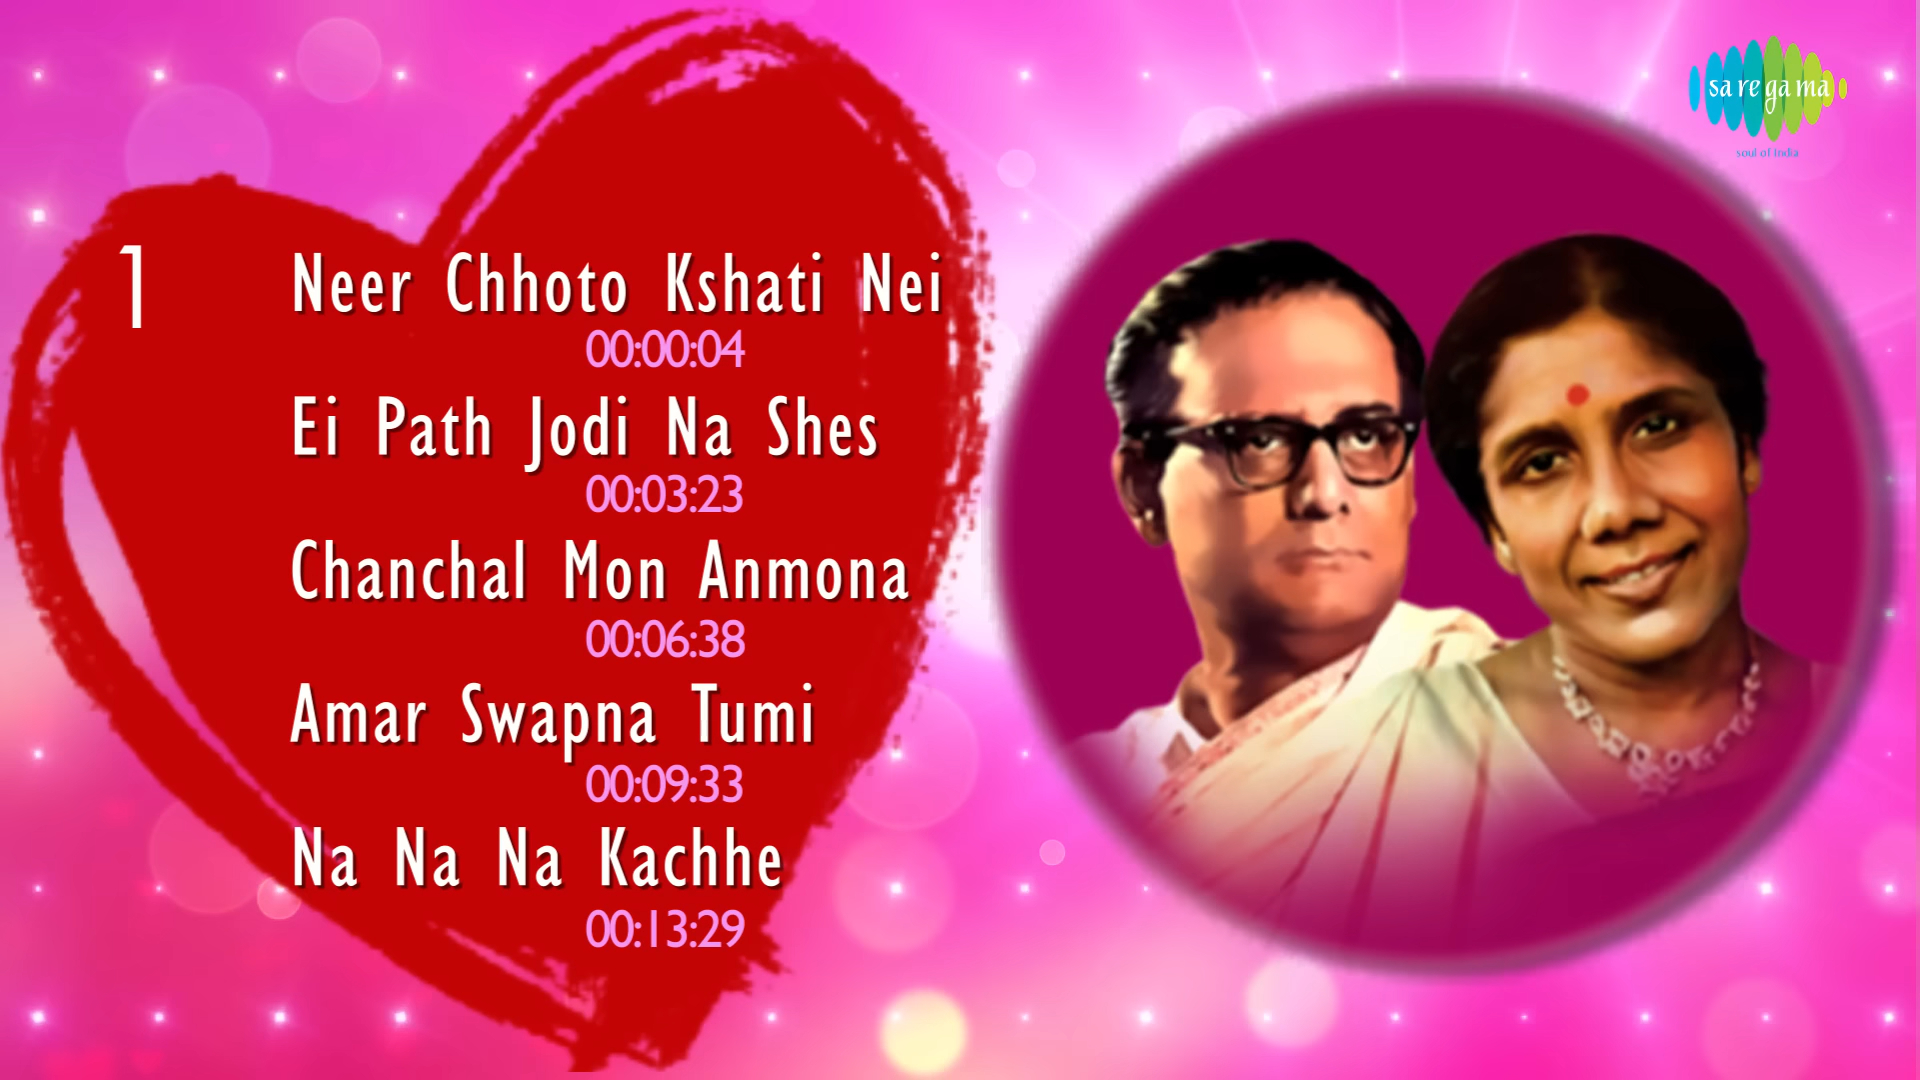 sa re ga ma
soul of India
1
Neer Chhoto Kshati Nei
00:00:04
Ei Path Jodi Na Shes
00:03:23
Chanchal Mon Anmona
00:06:38
Amar Swapna Tumi
00:09:33
Na Na Na Kachhe
00:13:29